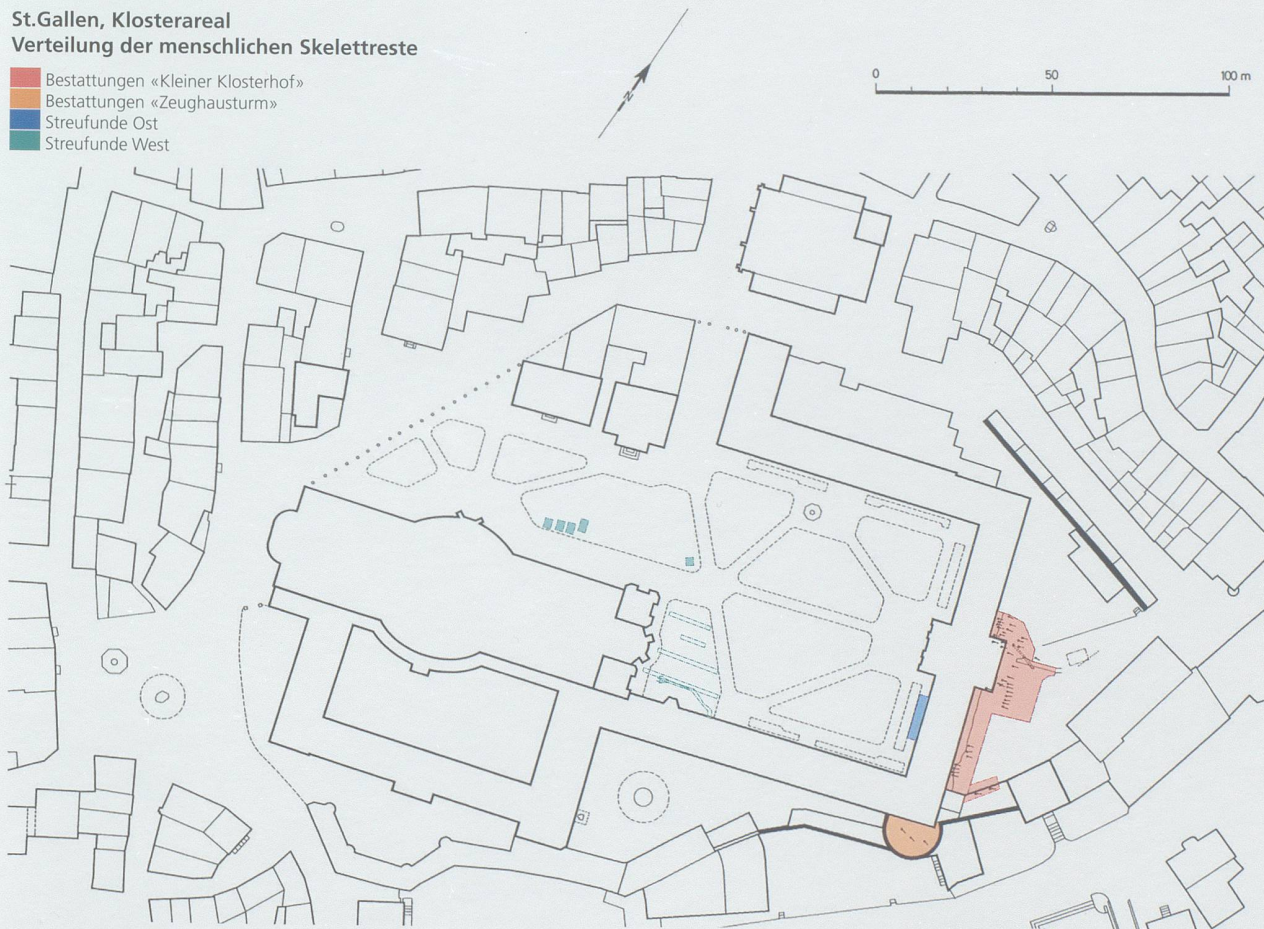 St.Gallen, Klosterareal
Verteilung der menschlichen Skelettreste
Bestattungen «Kleiner Klosterhof»
Bestattungen «Zeughausturm»
Streufunde Ost
Streufunde West
N
0 50 100 m